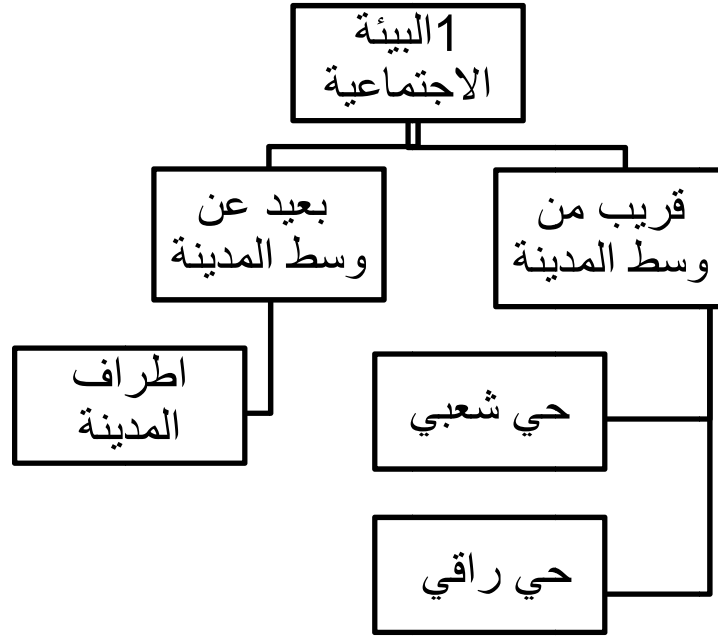 1البيئة
الاجتماعية
قريب من
وسط المدينة
بعيد عن
وسط المدينة
حي شعبي
حي راقي
اطراف
المدينة